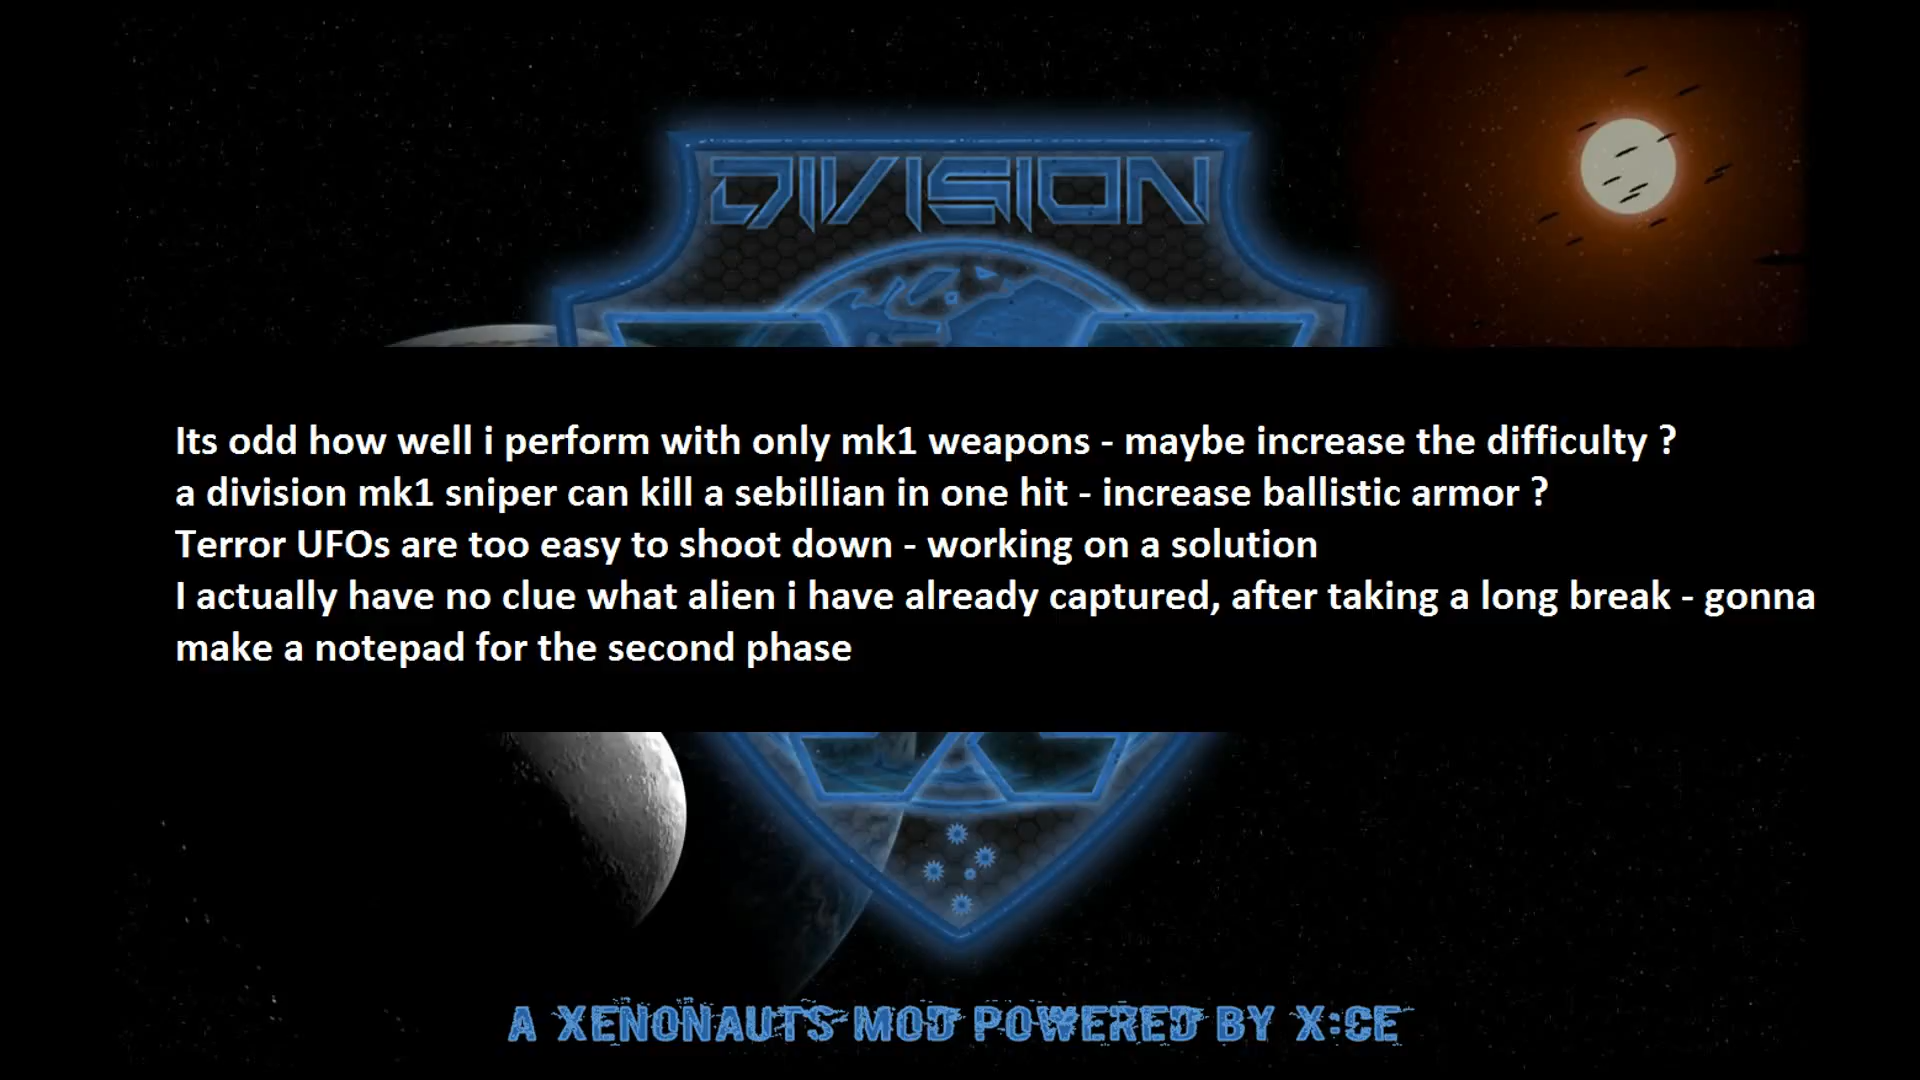 DIVISION
Its odd how well i perform with only mk1 weapons - maybe increase the difficulty ?
a division mk1 sniper can kill a sebillian in one hit - increase ballistic armor ?
Terror UFOs are too easy to shoot down - working on a solution
I actually have no clue what alien i have already captured, after taking a long break - gonna
make a notepad for the second phase
A XENONAUTS MOD POWERED BY X:CE